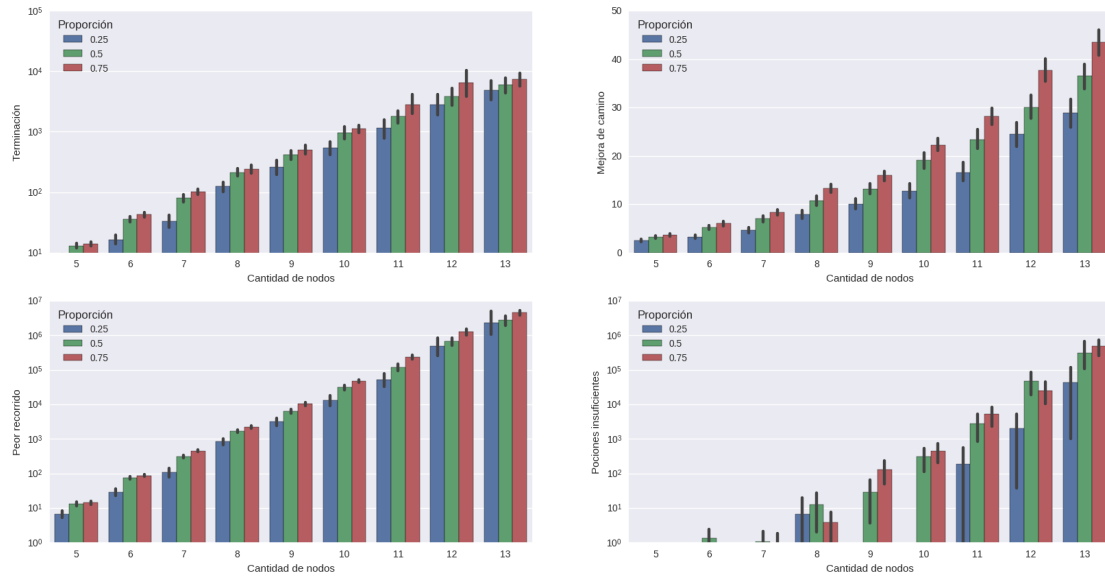 Proporción
0.25
0.5
0.75
Terminación
10^5
10^4
10^3
10^2
10^1
5 6 7 8 9 10 11 12 13
Cantidad de nodos
Proporción
0.25
0.5
0.75
Mejora de camino
50
40
30
20
10
0
5 6 7 8 9 10 11 12 13
Cantidad de nodos
Proporción
0.25
0.5
0.75
Peor recorrido
10^7
10^6
10^5
10^4
10^3
10^2
10^1
10^0
5 6 7 8 9 10 11 12 13
Cantidad de nodos
Proporción
0.25
0.5
0.75
Pociones insuficientes
10^7
10^6
10^5
10^4
10^3
10^2
10^1
10^0
5 6 7 8 9 10 11 12 13
Cantidad de nodos